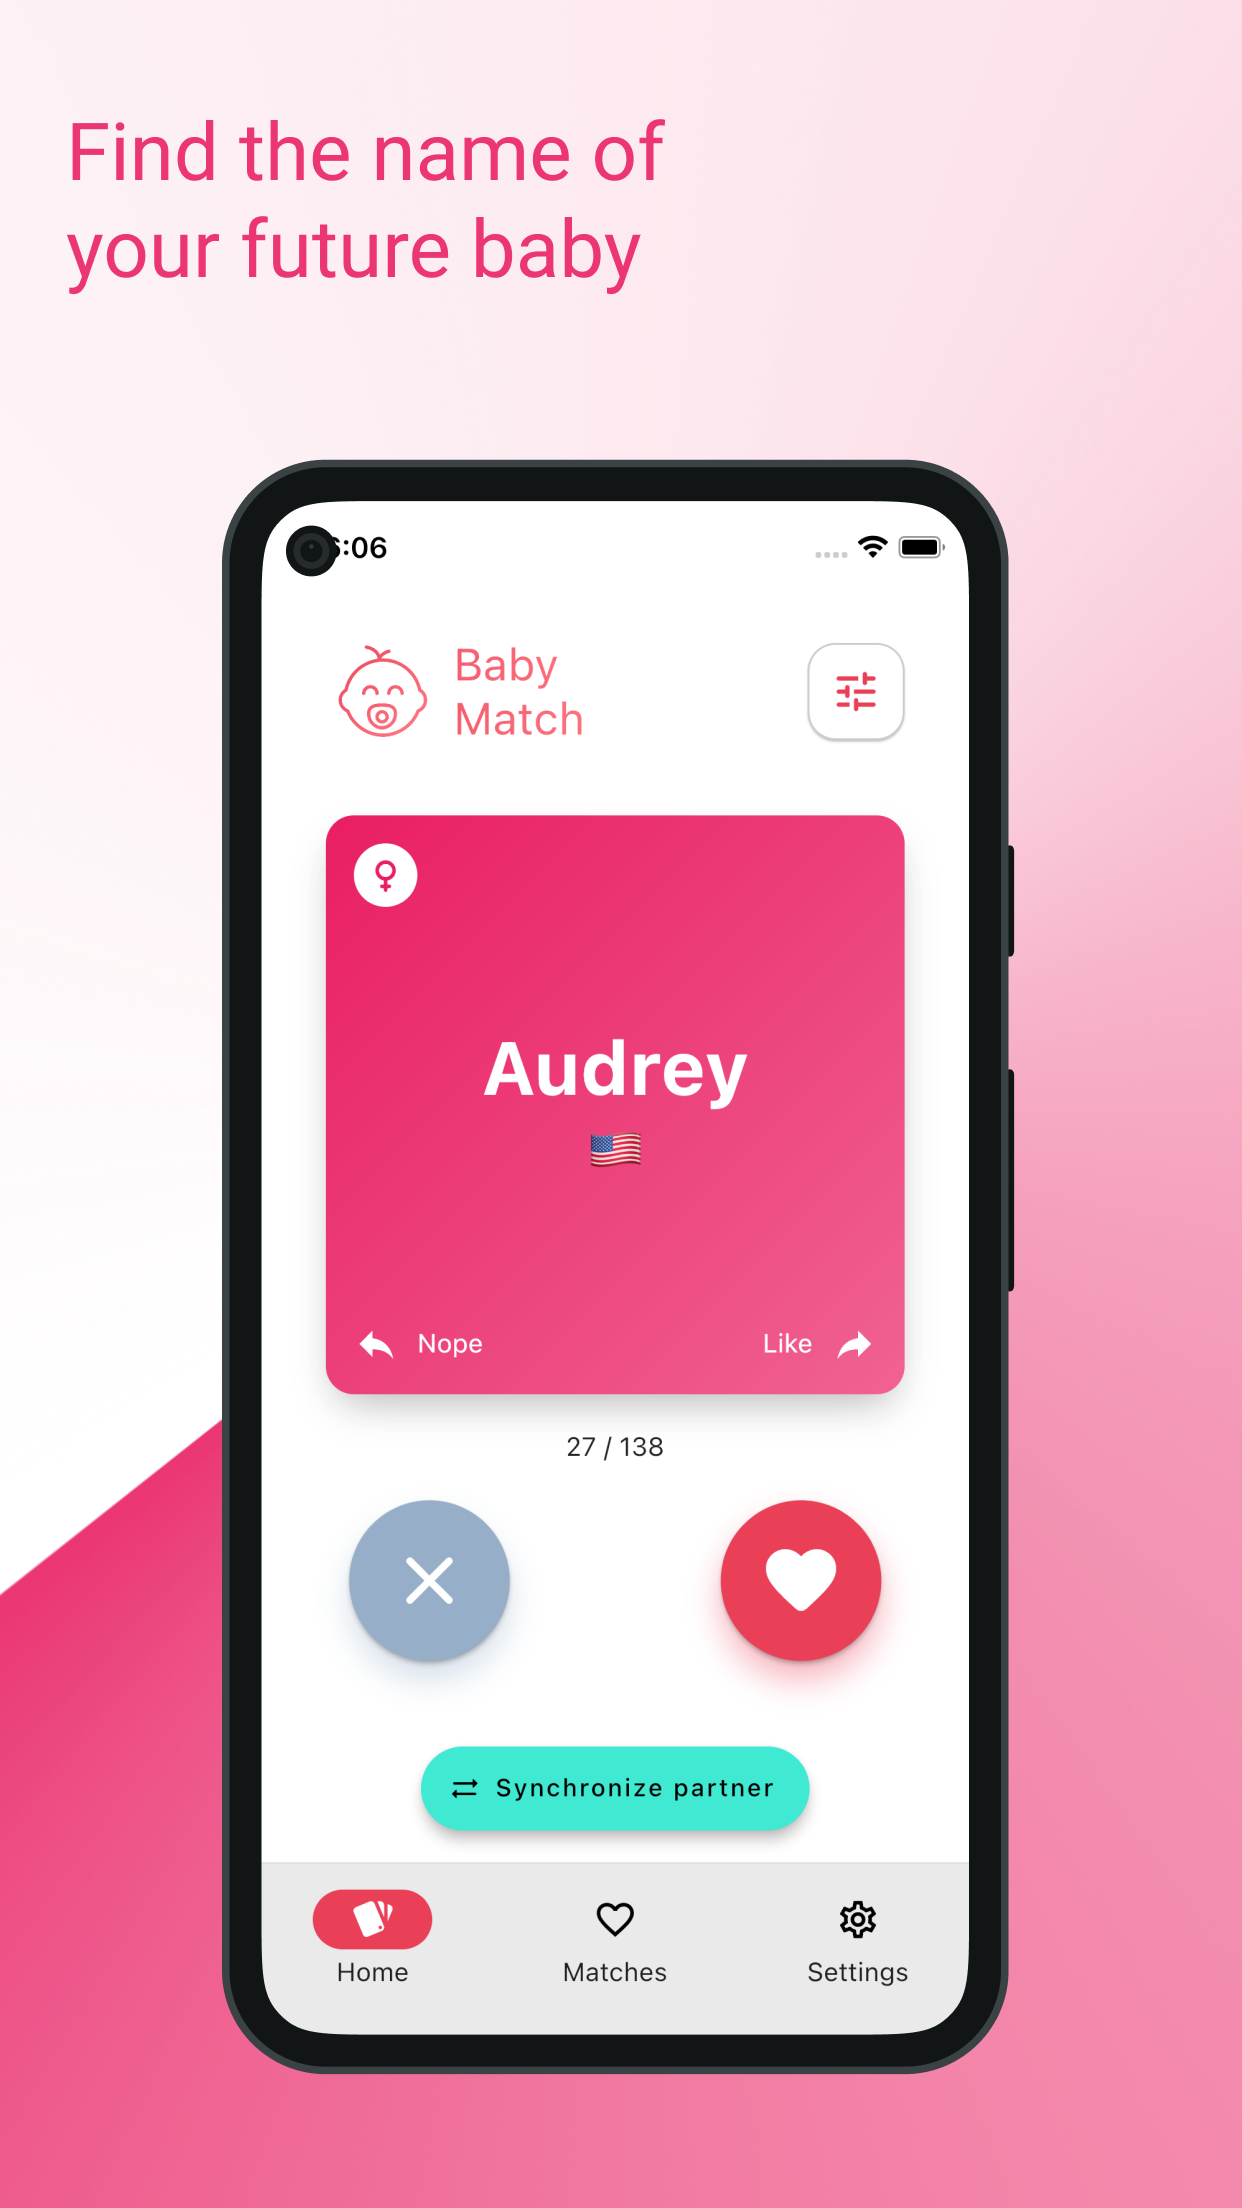 Find the name of
your future baby
:06
Baby
Match
Audrey
Nope
Like
27 / 138
Synchronize partner
Home
Matches
Settings